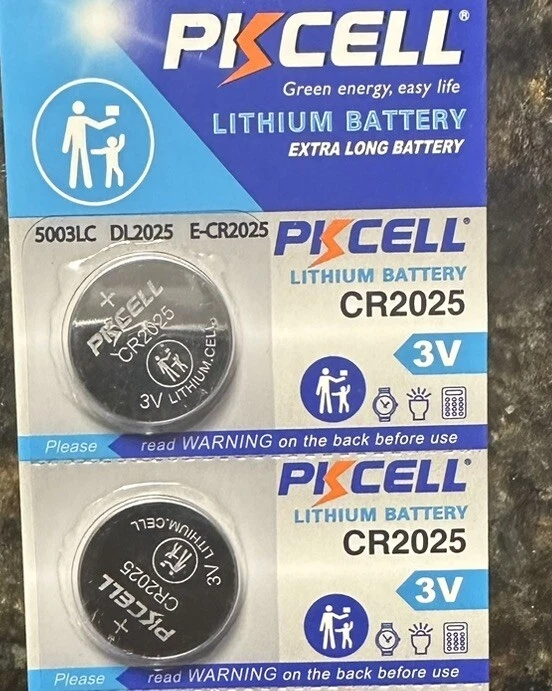 PKCELL®
Green energy, easy life
LITHIUM BATTERY
EXTRA LONG BATTERY
5003LC DL2025 E-CR2025
PKCELL®
LITHIUM BATTERY
CR2025
3V
+
PKCELL
CR2025
3V LITHIUM.CELL
Please read WARNING on the back before use
PKCELL®
LITHIUM BATTERY
CR2025
3V
3V LITHIUM.CELL
CR2025
PKCELL
+
Please read WARNING on the back before use